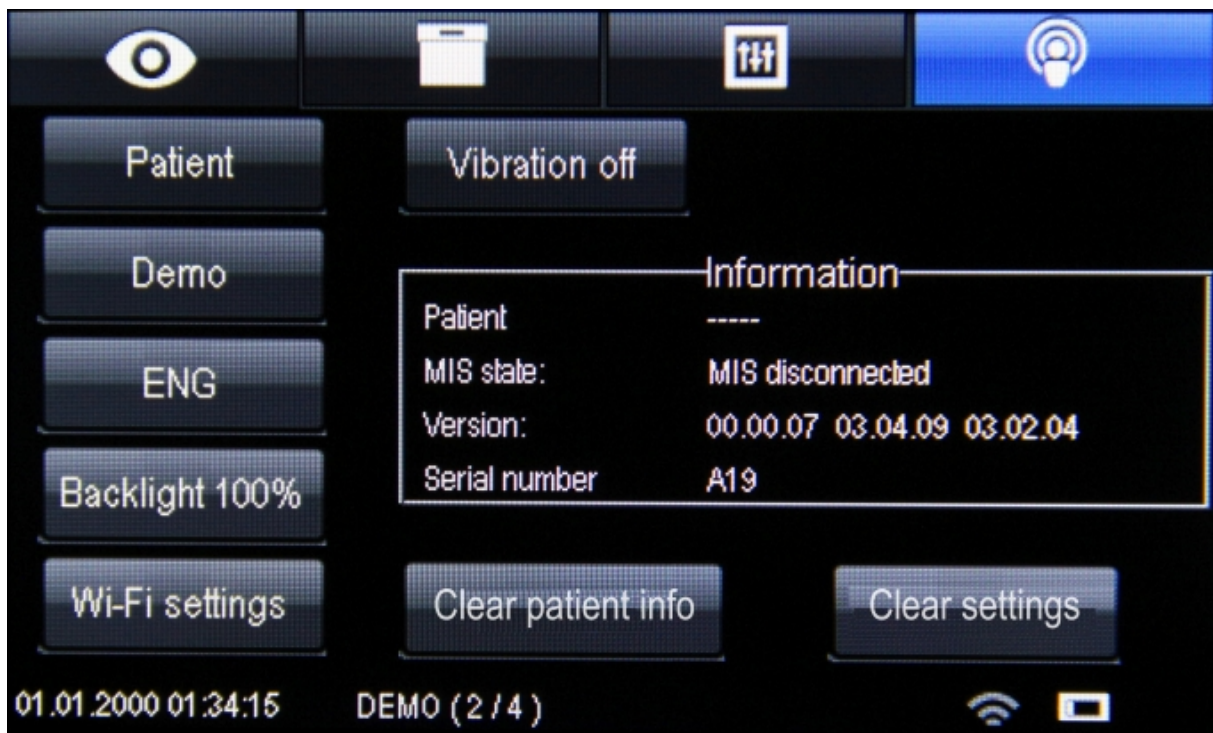 Patient
Vibration off
Demo
ENG
Backlight 100%
Wi-Fi settings
Information
Patient -----
MIS state: MIS disconnected
Version: 00.00.07 03.04.09 03.02.04
Serial number A19
Clear patient info
Clear settings
01.01.2000 01:34:15 DEMO ( 2 / 4 )